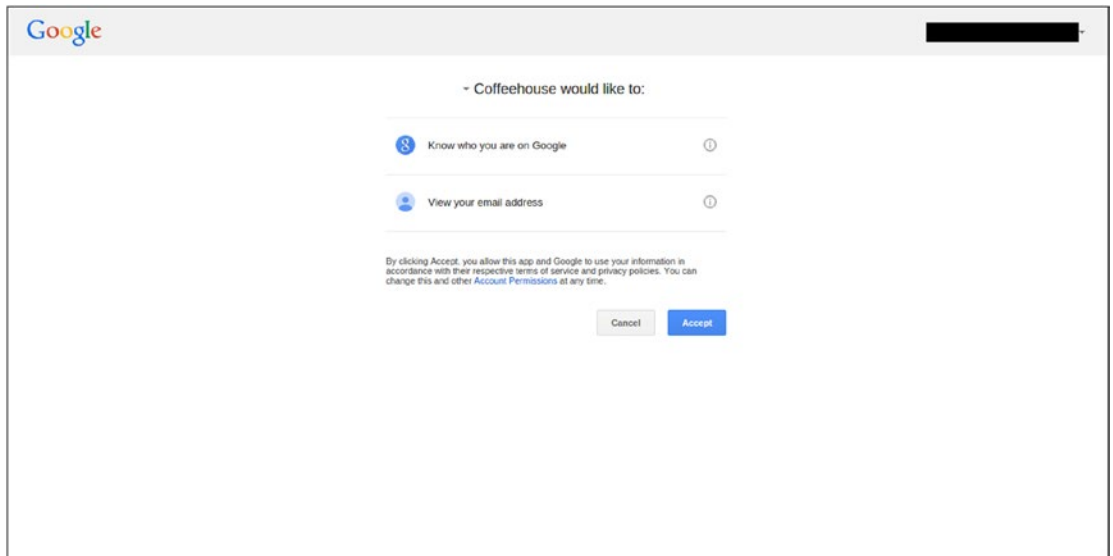 Google
Coffeehouse would like to:
8 Know who you are on Google
View your email address
By clicking Accept, you allow this app and Google to use your information in
accordance with their respective terms of service and privacy policies. You can
change this and other Account Permissions at any time.
Cancel Accept